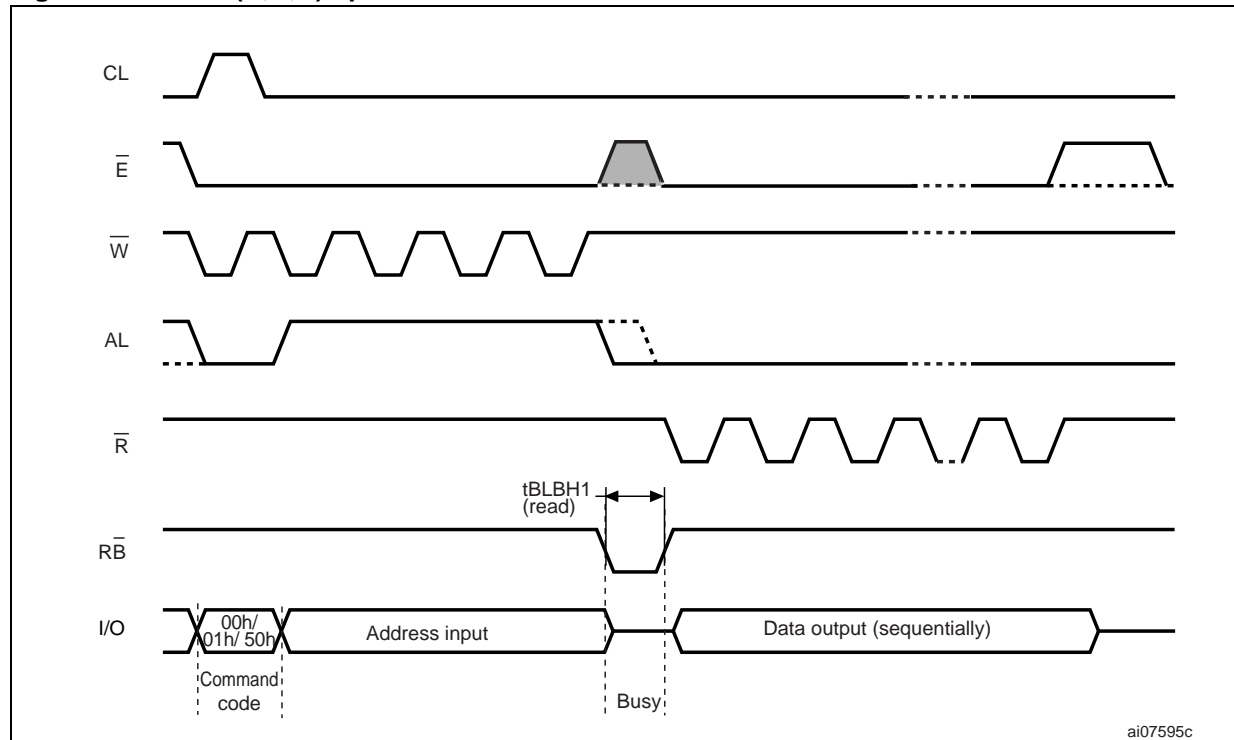 CL
E̅
W̅
AL
R̅
tBLBH1
(read)
RB̅
I/O
00h/
01h/ 50h
Address input
Data output (sequentially)
Command
code
Busy
ai07595c